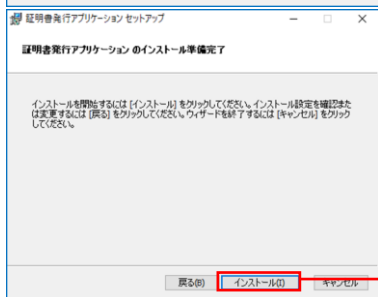 証明書発行アプリケーション セットアップ
証明書発行アプリケーション のインストール準備完了
インストールを開始するには [インストール] をクリックしてください。インストール設定を確認また
は変更するには [戻る] をクリックしてください。ウィザードを終了するには [キャンセル] をクリック
してください。
戻る(B) インストール(I) キャンセル